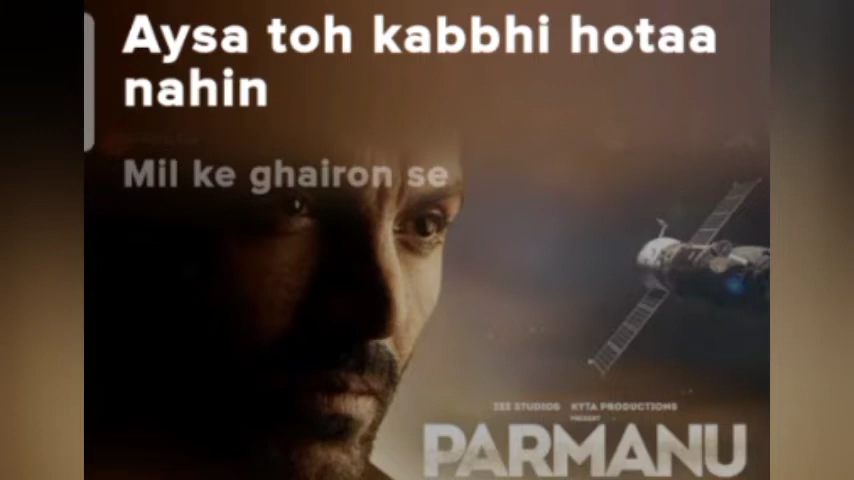 Aysa toh kabbhi hotaa
nahin
Mil ke ghairon se
ZEE STUDIOS KYTA PRODUCTIONS
PRESENT
PARMANU